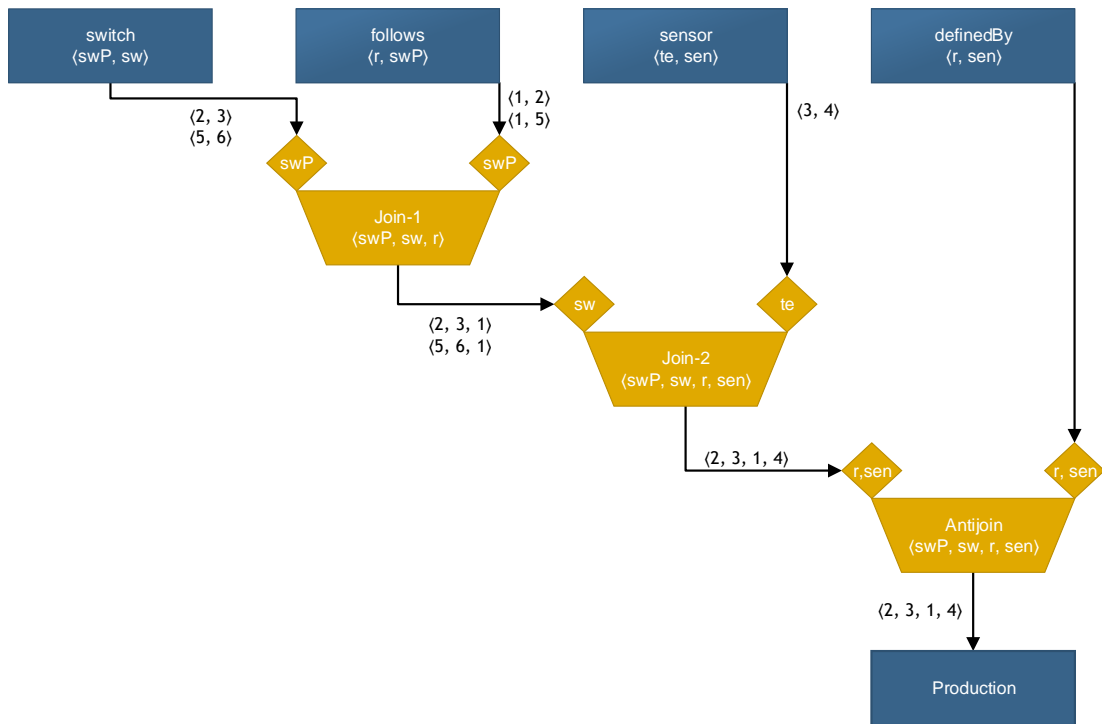 switch
⟨swP, sw⟩
follows
⟨r, swP⟩
sensor
⟨te, sen⟩
definedBy
⟨r, sen⟩
⟨2, 3⟩
⟨5, 6⟩
⟨1, 2⟩
⟨1, 5⟩
⟨3, 4⟩
swP
swP
Join-1
⟨swP, sw, r⟩
sw
te
⟨2, 3, 1⟩
⟨5, 6, 1⟩
Join-2
⟨swP, sw, r, sen⟩
⟨2, 3, 1, 4⟩
r,sen
r, sen
Antijoin
⟨swP, sw, r, sen⟩
⟨2, 3, 1, 4⟩
Production